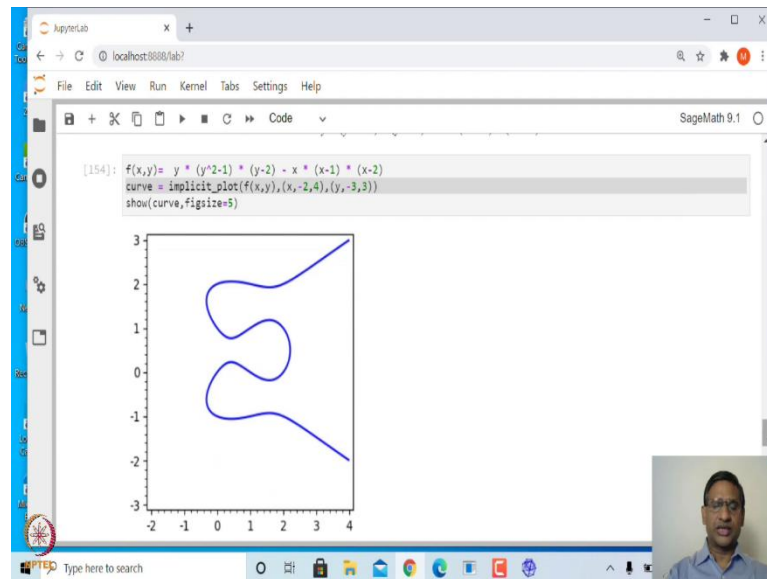 JupyterLab
localhost:8888/lab?
File Edit View Run Kernel Tabs Settings Help
Code
SageMath 9.1
[154]: f(x,y)= y * (y^2-1) * (y-2) - x * (x-1) * (x-2)
curve = implicit_plot(f(x,y),(x,-2,4),(y,-3,3))
show(curve,figsize=5)
3
2
1
0
-1
-2
-3
-2 -1 0 1 2 3 4
M
NPTEL
Type here to search